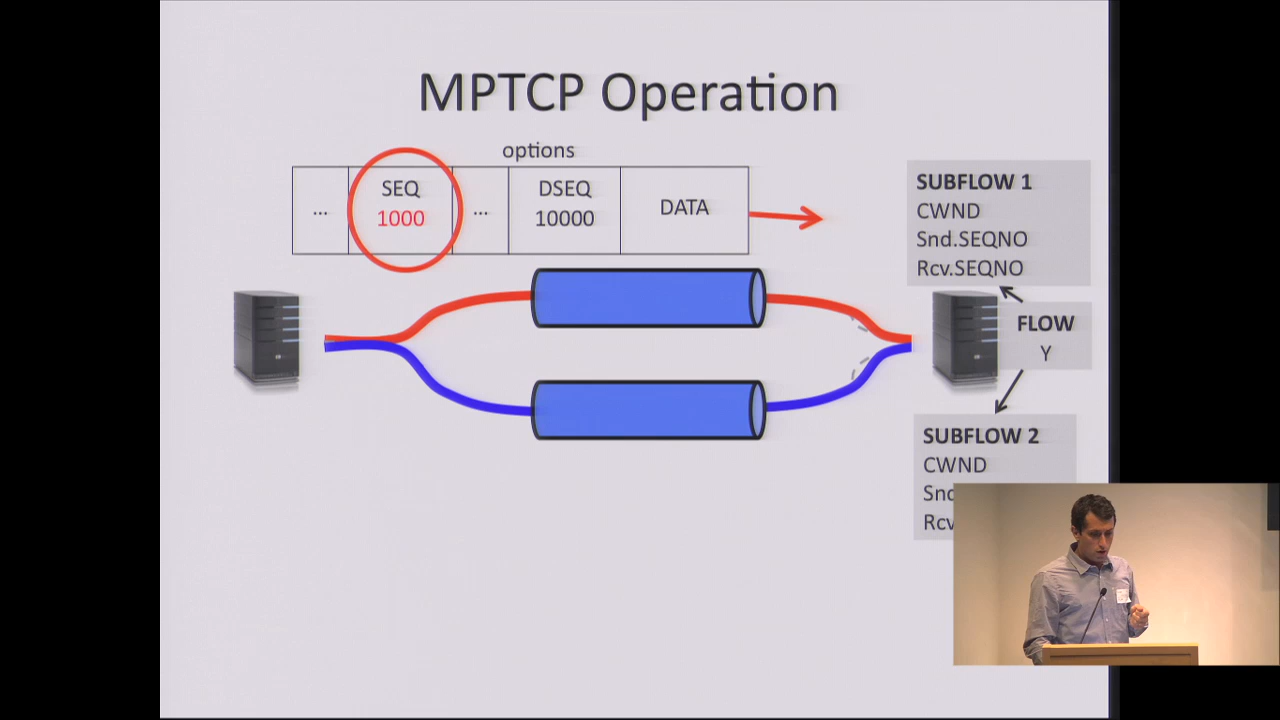 MPTCP Operation
options
... SEQ 1000 ... DSEQ 10000 DATA
SUBFLOW 1
CWND
Snd.SEQNO
Rcv.SEQNO
FLOW
Y
SUBFLOW 2
CWND